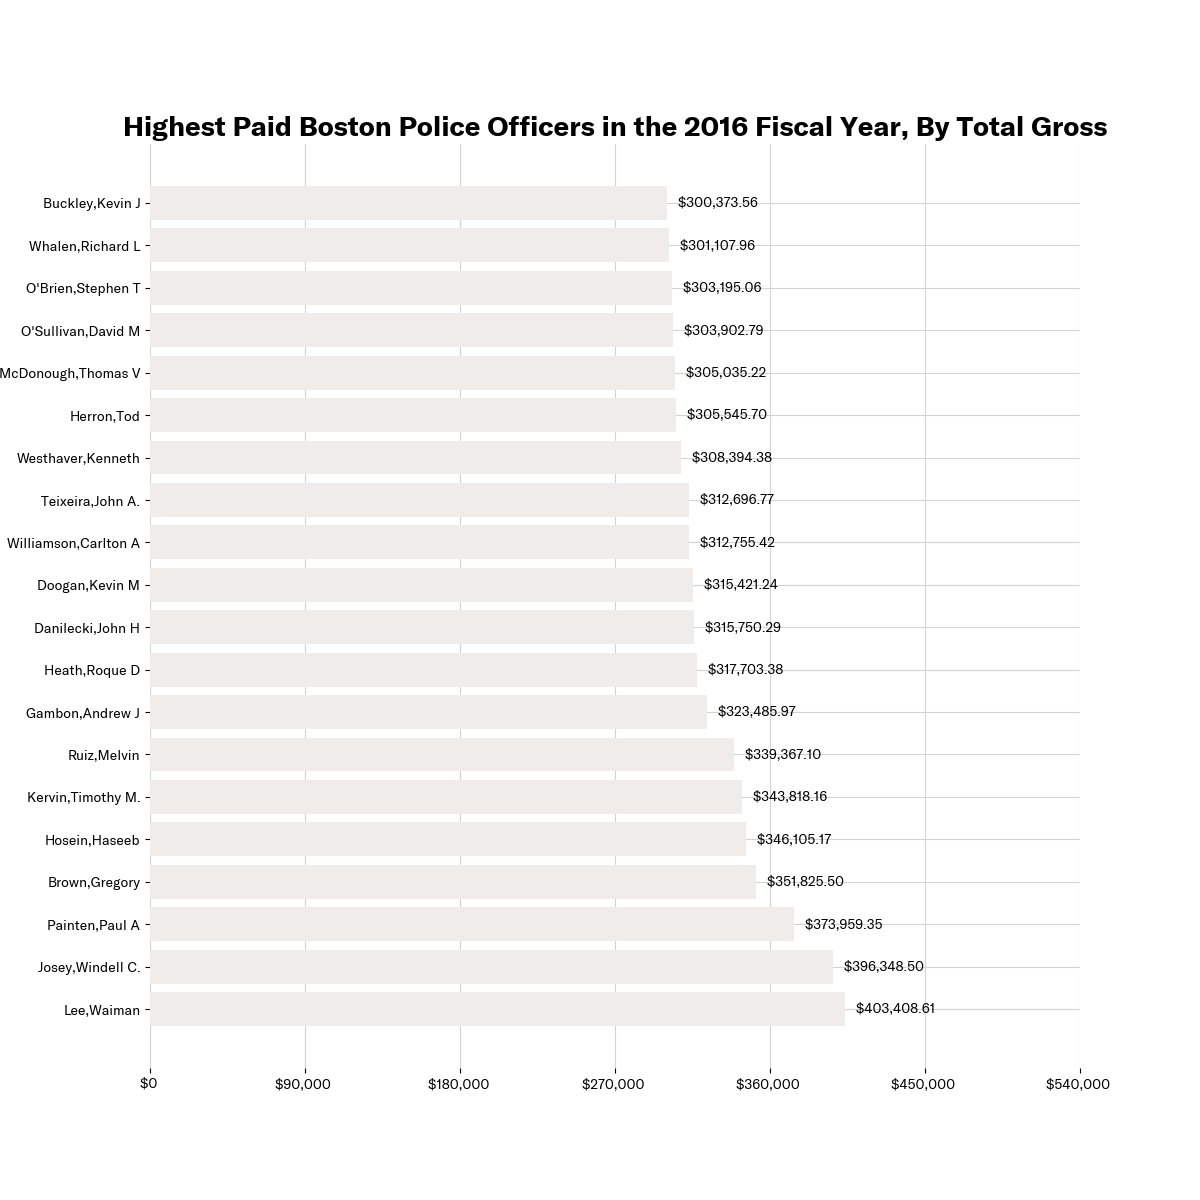 Highest Paid Boston Police Officers in the 2016 Fiscal Year, By Total Gross
Buckley,Kevin J $300,373.56
Whalen,Richard L $301,107.96
O'Brien,Stephen T $303,195.06
O'Sullivan,David M $303,902.79
McDonough,Thomas V $305,035.22
Herron,Tod $305,545.70
Westhaver,Kenneth $308,394.38
Teixeira,John A. $312,696.77
Williamson,Carlton A $312,755.42
Doogan,Kevin M $315,421.24
Danilecki,John H $315,750.29
Heath,Roque D $317,703.38
Gambon,Andrew J $323,485.97
Ruiz,Melvin $339,367.10
Kervin,Timothy M. $343,818.16
Hosein,Haseeb $346,105.17
Brown,Gregory $351,825.50
Painten,Paul A $373,959.35
Josey,Windell C. $396,348.50
Lee,Waiman $403,408.61
$0 $90,000 $180,000 $270,000 $360,000 $450,000 $540,000